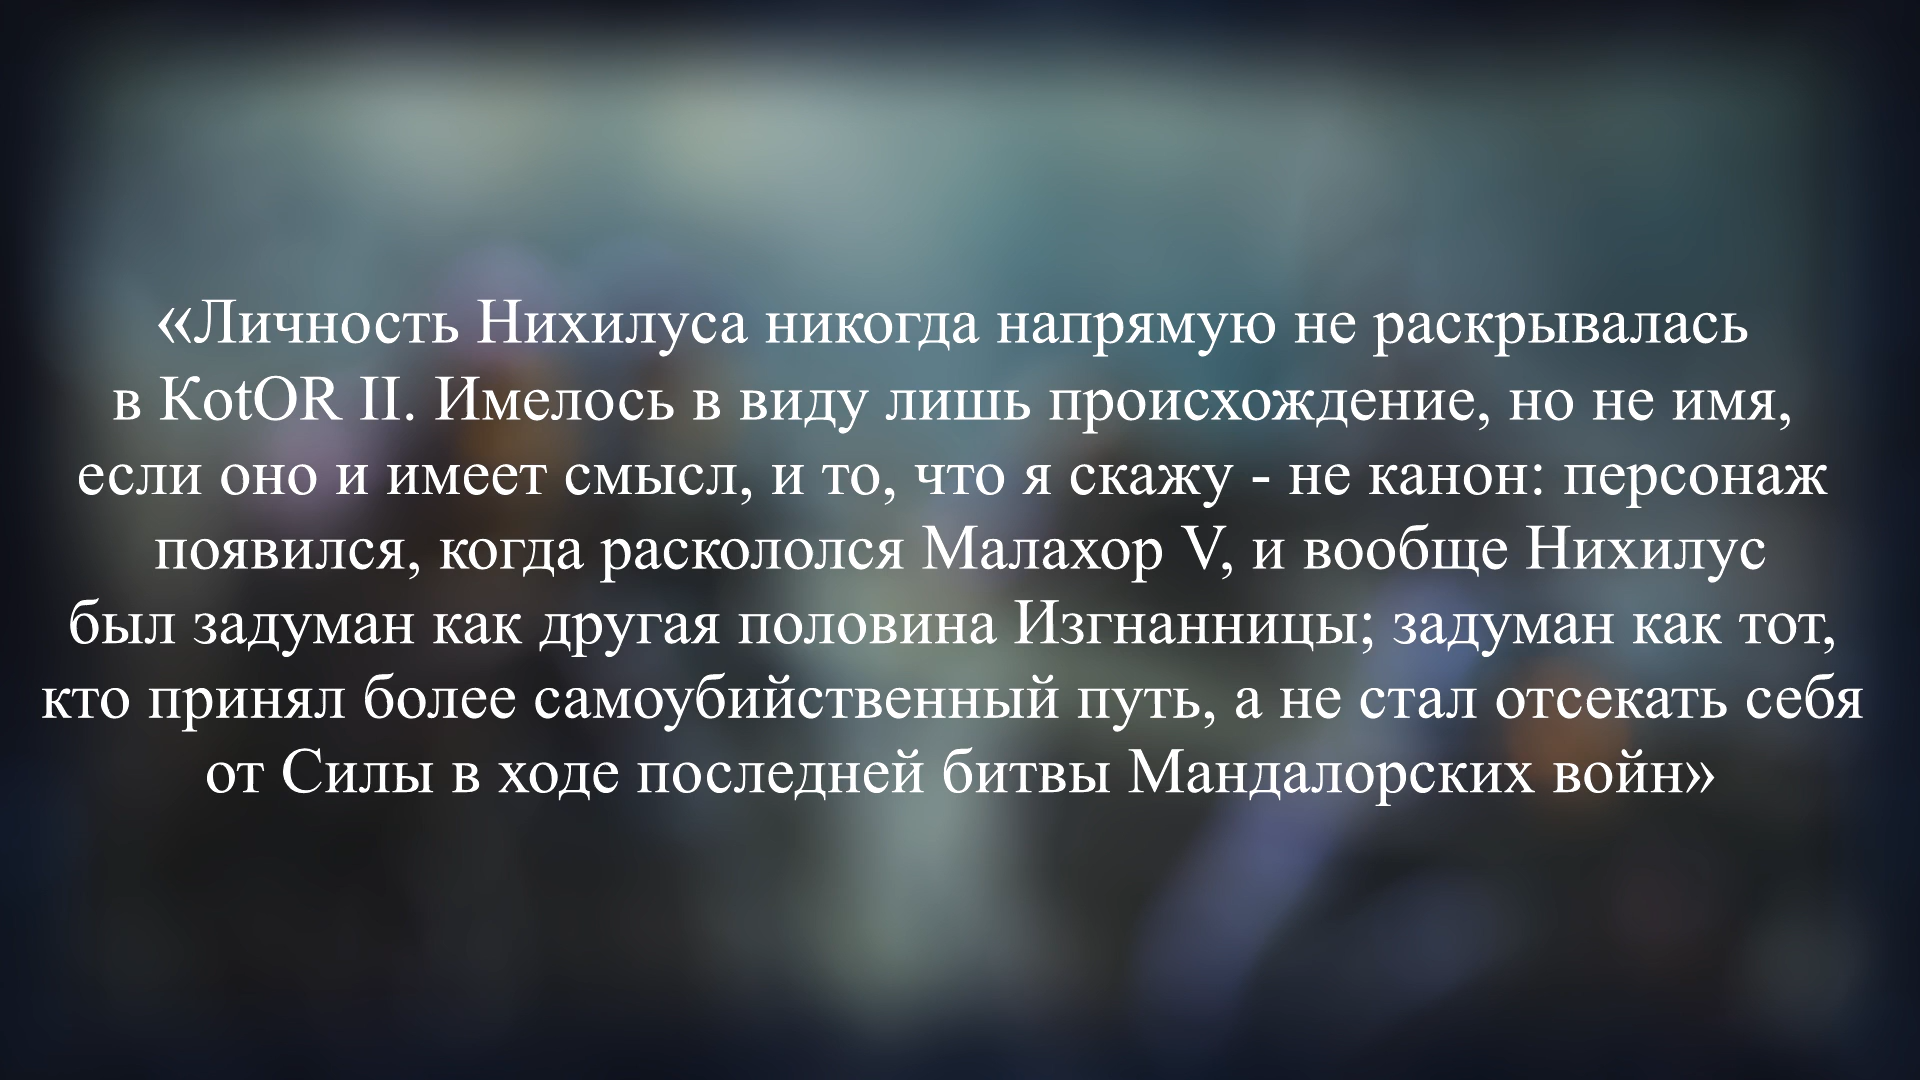 «Личность Нихилуса никогда напрямую не раскрывалась
в KotOR II. Имелось в виду лишь происхождение, но не имя,
если оно и имеет смысл, и то, что я скажу - не канон: персонаж
появился, когда раскололся Малахор V, и вообще Нихилус
был задуман как другая половина Изгнанницы; задуман как тот,
кто принял более самоубийственный путь, а не стал отсекать себя
от Силы в ходе последней битвы Мандалорских войн»